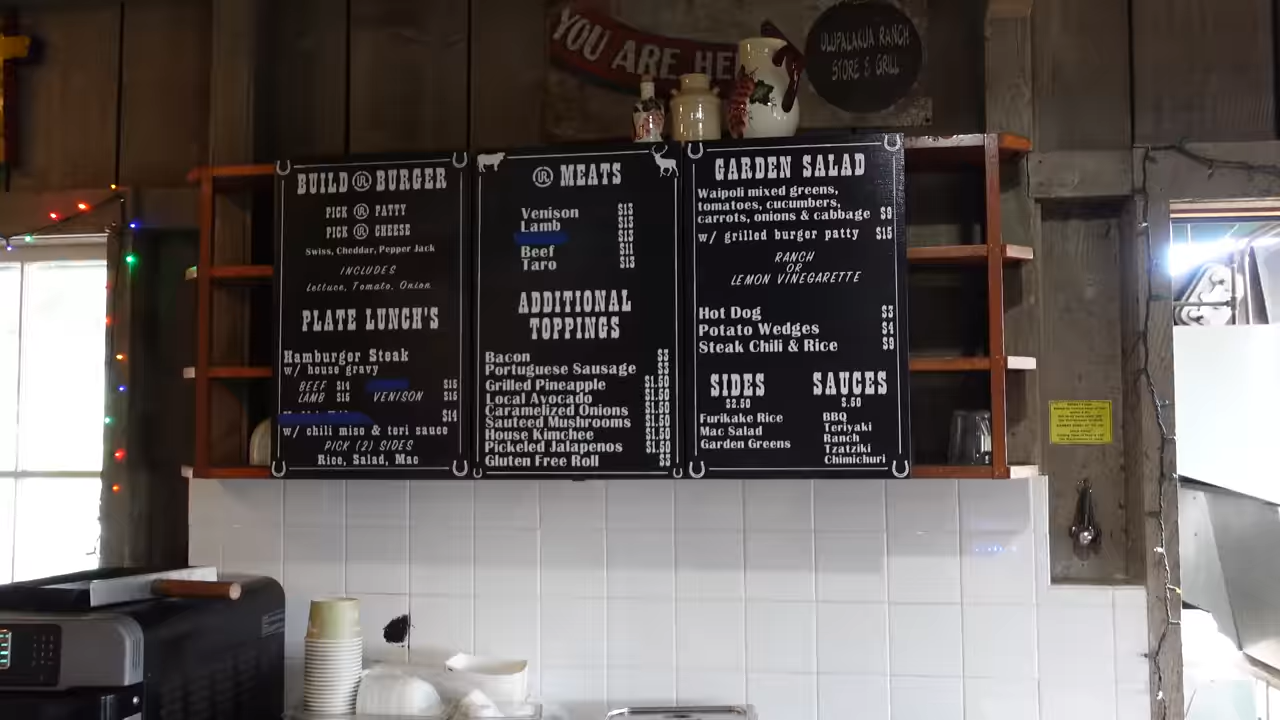 YOU ARE HE
ULUPALAKUA RANCH
STORE & GRILL
BUILD UR BURGER
PICK UR PATTY
PICK UR CHEESE
Swiss, Cheddar, Pepper Jack
INCLUDES
Lettuce, Tomato, Onion
PLATE LUNCH'S
Hamburger Steak
w/ house gravy
BEEF $14 $15
LAMB $15 VENISON $15
$14
w/ chili miso & teri sauce
PICK (2) SIDES
Rice, Salad, Mac
UR MEATS
Venison $13
Lamb $13
$13
Beef $11
Taro $13
ADDITIONAL
TOPPINGS
Bacon $3
Portuguese Sausage $3
Grilled Pineapple $1.50
Local Avocado $1.50
Caramelized Onions $1.50
Sauteed Mushrooms $1.50
House Kimchee $1.50
Pickeled Jalapenos $1.50
Gluten Free Roll $3
GARDEN SALAD
Waipoli mixed greens,
tomatoes, cucumbers,
carrots, onions & cabbage $9
w/ grilled burger patty $15
RANCH
OR
LEMON VINEGARETTE
Hot Dog $3
Potato Wedges $4
Steak Chili & Rice $9
SIDES
$2.50
Furikake Rice
Mac Salad
Garden Greens
SAUCES
$.50
BBQ
Teriyaki
Ranch
Tzatziki
Chimichuri